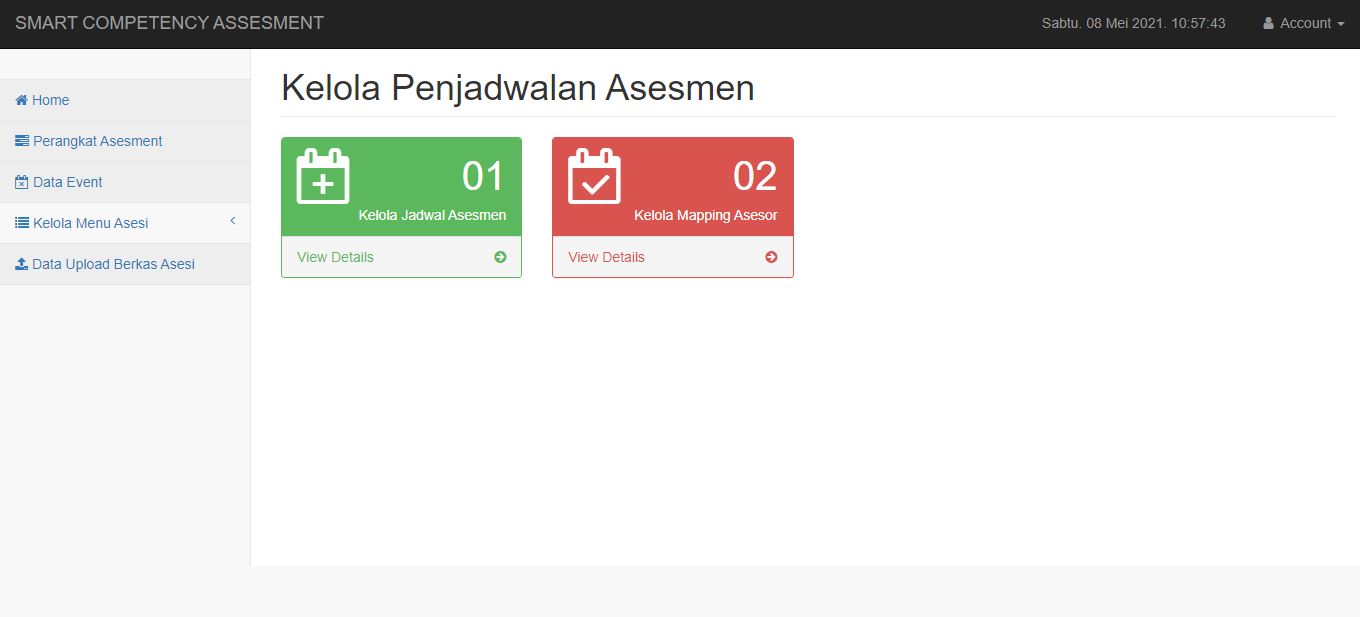 SMART COMPETENCY ASSESMENT
Sabtu. 08 Mei 2021. 10:57:43
Account
Home
Perangkat Asesment
Data Event
Kelola Menu Asesi
Data Upload Berkas Asesi
Kelola Penjadwalan Asesmen
01
Kelola Jadwal Asesmen
View Details
02
Kelola Mapping Asesor
View Details